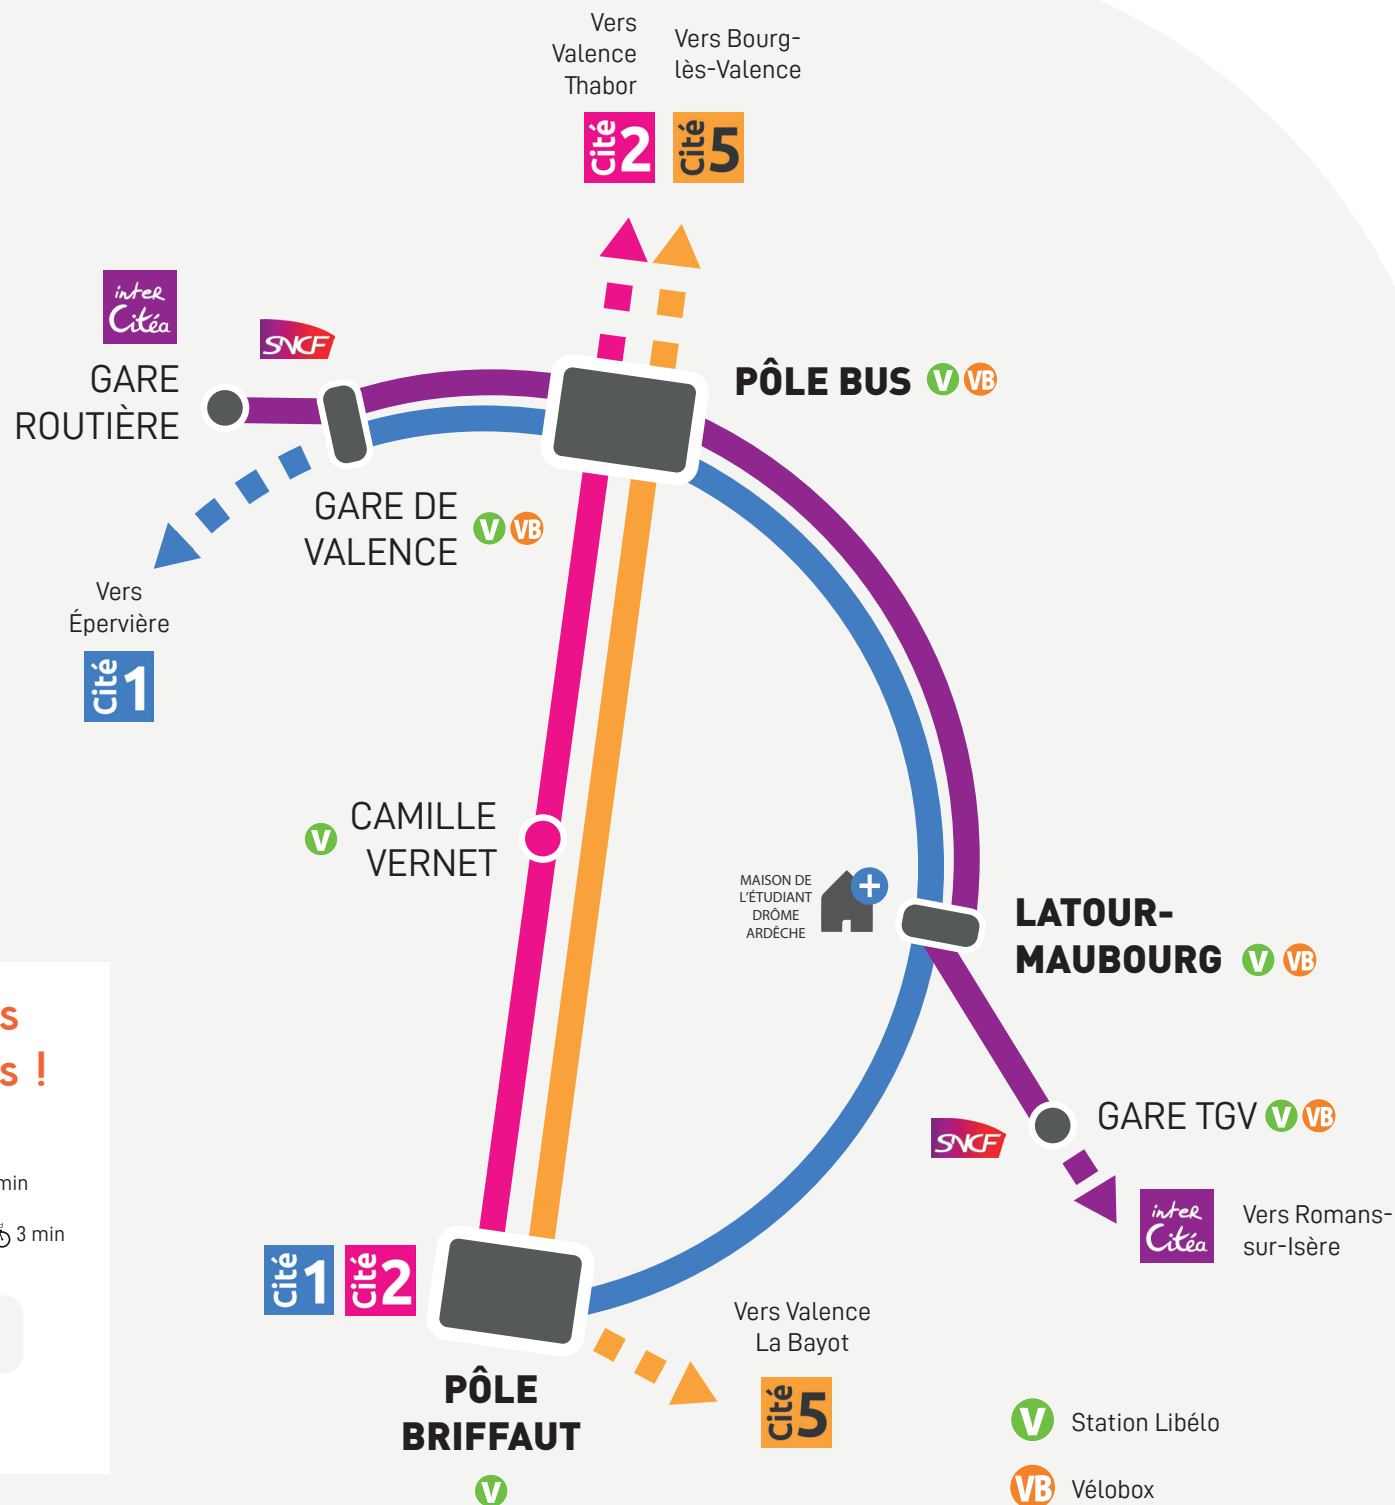 Vers
Valence
Thabor
Vers Bourg-
lès-Valence
Cité 2
Cité 5
inter
Citéa
SNCF
GARE
ROUTIÈRE
PÔLE BUS V VB
GARE DE
VALENCE V VB
Vers
Épervière
Cité 1
V CAMILLE
VERNET
MAISON DE
L'ÉTUDIANT
DRÔME
ARDÈCHE
LATOUR-
MAUBOURG V VB
s
s !
min
3 min
GARE TGV V VB
SNCF
inter
Citéa
Vers Romans-
sur-Isère
Cité 1
Cité 2
PÔLE
BRIFFAUT
V
Vers Valence
La Bayot
Cité 5
V Station Libélo
VB Vélobox